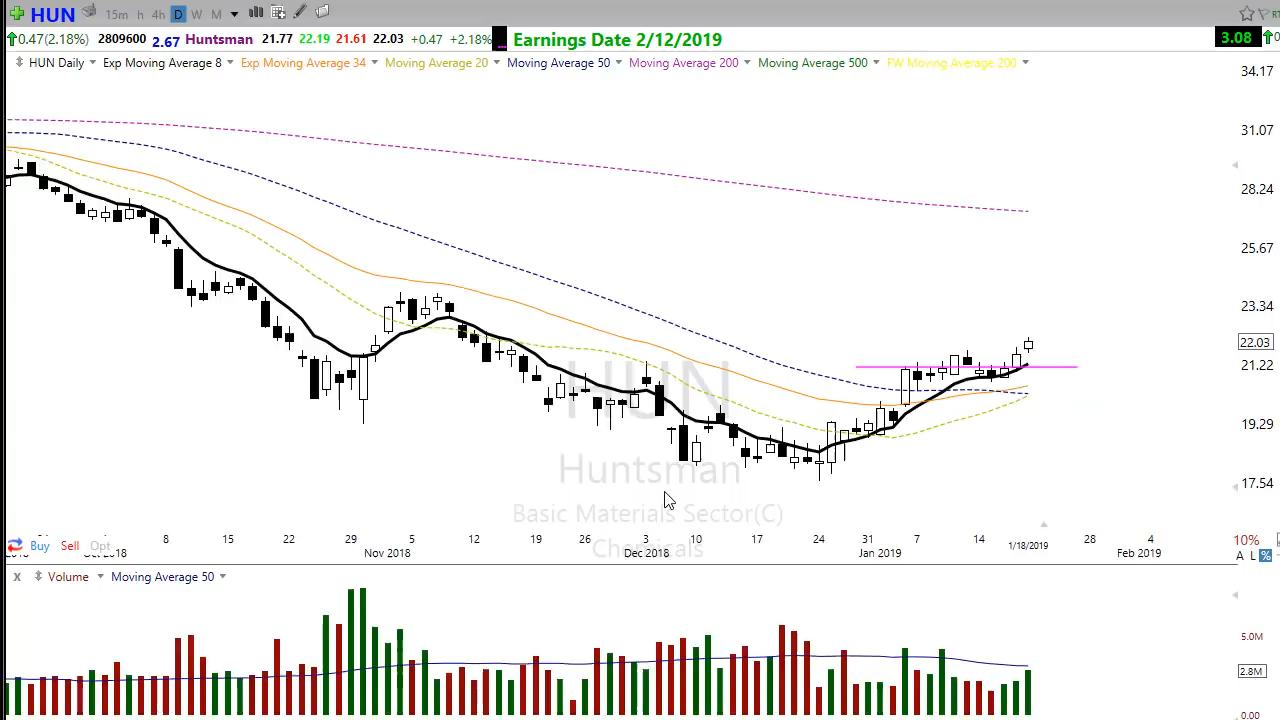 HUN 15m h 4h D W M
0.47(2.18%) 2809600 2.67 Huntsman 21.77 22.19 21.61 22.03 +0.47 +2.18% Earnings Date 2/12/2019 3.08
HUN Daily Exp Moving Average 8 Exp Moving Average 34 Moving Average 20 Moving Average 50 Moving Average 200 Moving Average 500 FW Moving Average 200
34.17
31.07
28.24
25.67
23.34
22.03
21.22
19.29
17.54
HUN
Huntsman
Basic Materials Sector(C)
Chemicals
8 15 22 29 5 12 19 26 3 10 17 24 31 7 14 28 4
Buy Sell Opt Nov 2018 Dec 2018 Jan 2019 1/18/2019 Feb 2019
10%
A L %
X Volume Moving Average 50
5.0M
2.8M
0.00